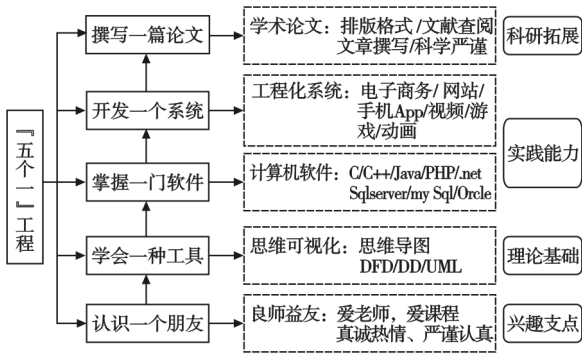 『五个一』工程
撰写一篇论文
学术论文：排版格式/文献查阅
文章撰写/科学严谨
科研拓展
开发一个系统
工程化系统：电子商务/网站/
手机App/视频/游
戏/动画
实践能力
掌握一门软件
计算机软件：C/C++/Java/PHP/.net
Sqlserver/my Sql/Orcle
学会一种工具
思维可视化：思维导图
DFD/DD/UML
理论基础
认识一个朋友
良师益友：爱老师，爱课程
真诚热情、严谨认真
兴趣支点